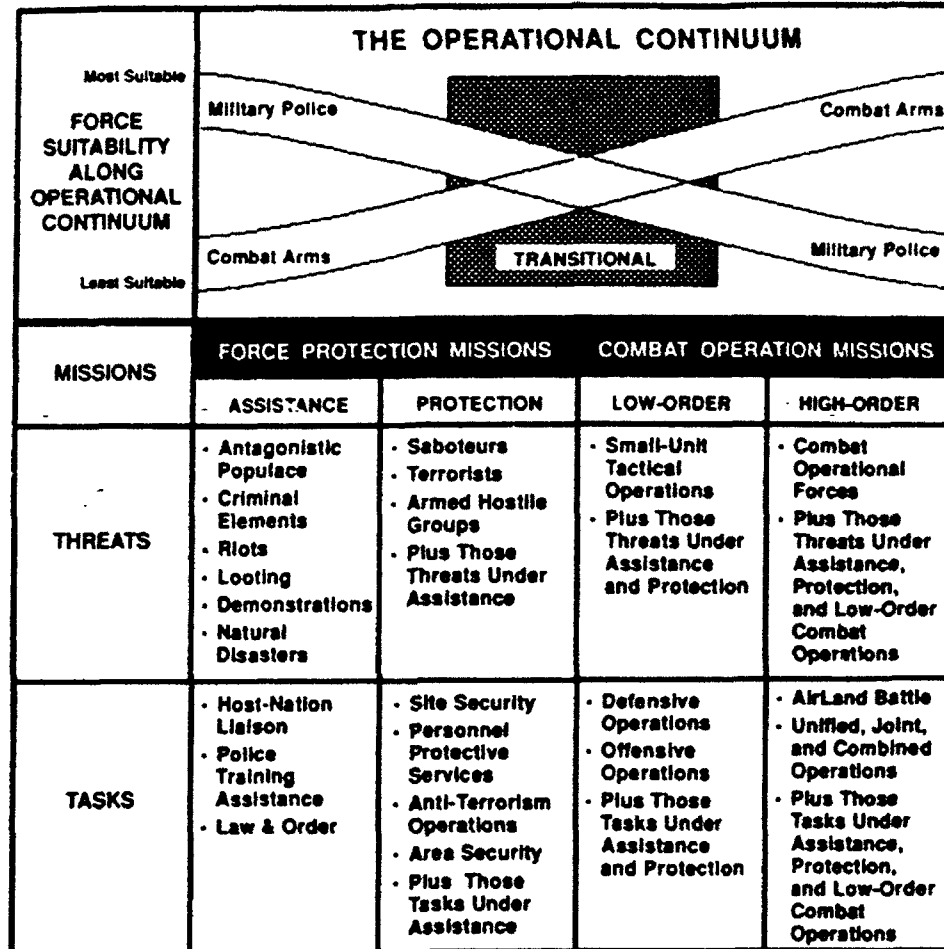 THE OPERATIONAL CONTINUUM
Most Suitable
FORCE
SUITABILITY
ALONG
OPERATIONAL
CONTINUUM
Least Suitable
Military Police
Combat Arms
Combat Arms
TRANSITIONAL
Military Police
MISSIONS
FORCE PROTECTION MISSIONS
COMBAT OPERATION MISSIONS
ASSISTANCE
PROTECTION
LOW-ORDER
HIGH-ORDER
THREATS
· Antagonistic
Populace
· Criminal
Elements
· Riots
· Looting
· Demonstrations
· Natural
Disasters
· Saboteurs
· Terrorists
· Armed Hostile
Groups
· Plus Those
Threats Under
Assistance
· Small-Unit
Tactical
Operations
· Plus Those
Threats Under
Assistance
and Protection
· Combat
Operational
Forces
· Plus Those
Threats Under
Assistance,
Protection,
and Low-Order
Combat
Operations
TASKS
· Host-Nation
Liaison
· Police
Training
Assistance
· Law & Order
· Site Security
· Personnel
Protective
Services
· Anti-Terrorism
Operations
· Area Security
· Plus Those
Tasks Under
Assistance
· Defensive
Operations
· Offensive
Operations
· Plus Those
Tasks Under
Assistance
and Protection
· AirLand Battle
· Unified, Joint,
and Combined
Operations
· Plus Those
Tasks Under
Assistance,
Protection,
and Low-Order
Combat
Operations